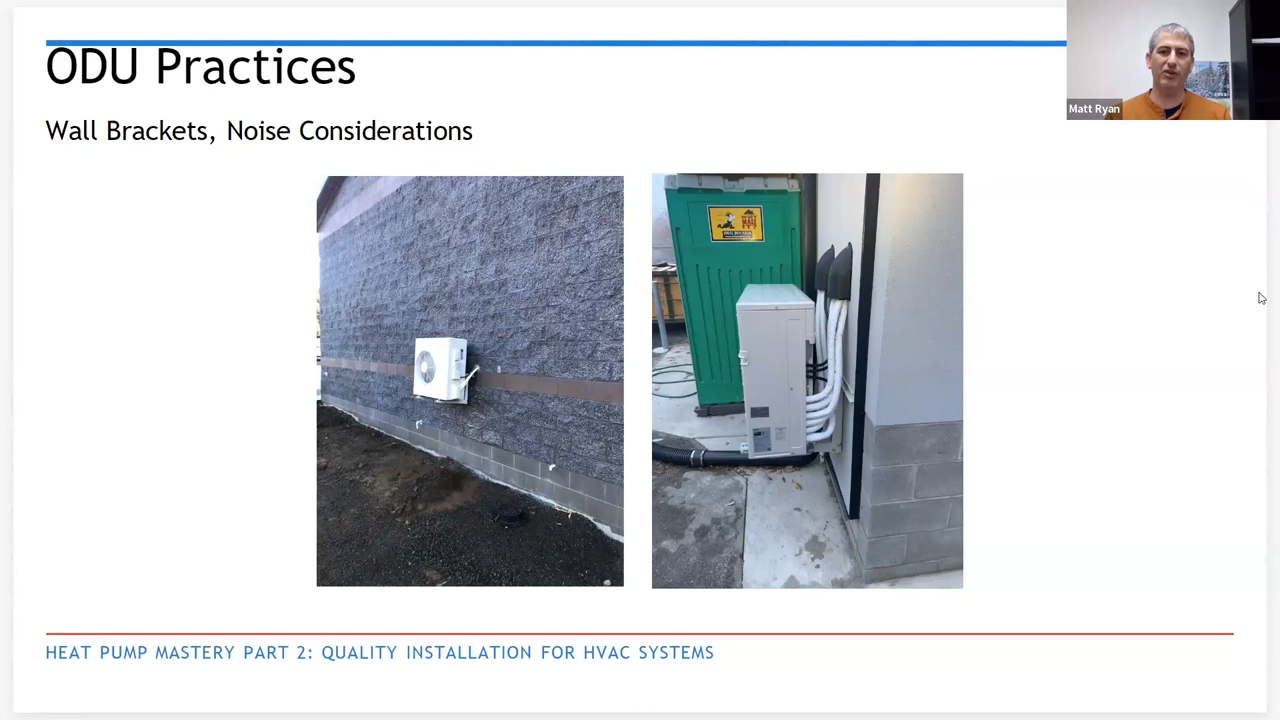 ODU Practices
Wall Brackets, Noise Considerations
Matt Ryan
HEAT PUMP MASTERY PART 2: QUALITY INSTALLATION FOR HVAC SYSTEMS